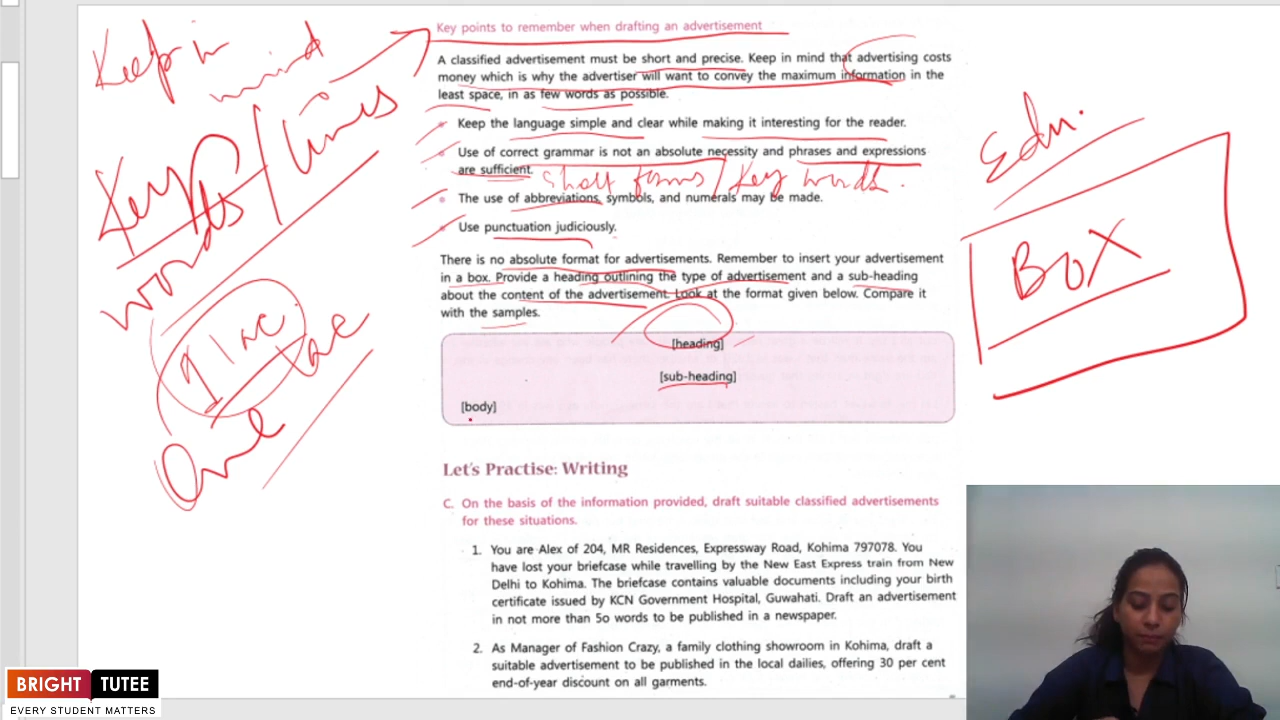 Keep in
mind
Key
words / lines
words
1 lac
One lac
Key points to remember when drafting an advertisement
A classified advertisement must be short and precise. Keep in mind that advertising costs
money which is why the advertiser will want to convey the maximum information in the
least space, in as few words as possible.
Keep the language simple and clear while making it interesting for the reader.
Use of correct grammar is not an absolute necessity and phrases and expressions
are sufficient.
Short forms / Key words.
The use of abbreviations, symbols, and numerals may be made.
Use punctuation judiciously.
There is no absolute format for advertisements. Remember to insert your advertisement
in a box. Provide a heading outlining the type of advertisement and a sub-heading
about the content of the advertisement. Look at the format given below. Compare it
with the samples.
[heading]
[sub-heading]
[body]
Edu.
BOX
Let's Practise: Writing
C. On the basis of the information provided, draft suitable classified advertisements
for these situations.
1. You are Alex of 204, MR Residences, Expressway Road, Kohima 797078. You
have lost your briefcase while travelling by the New East Express train from New
Delhi to Kohima. The briefcase contains valuable documents including your birth
certificate issued by KCN Government Hospital, Guwahati. Draft an advertisement
in not more than 5o words to be published in a newspaper.
2. As Manager of Fashion Crazy, a family clothing showroom in Kohima, draft a
suitable advertisement to be published in the local dailies, offering 30 per cent
end-of-year discount on all garments.
BRIGHT TUTEE
EVERY STUDENT MATTERS